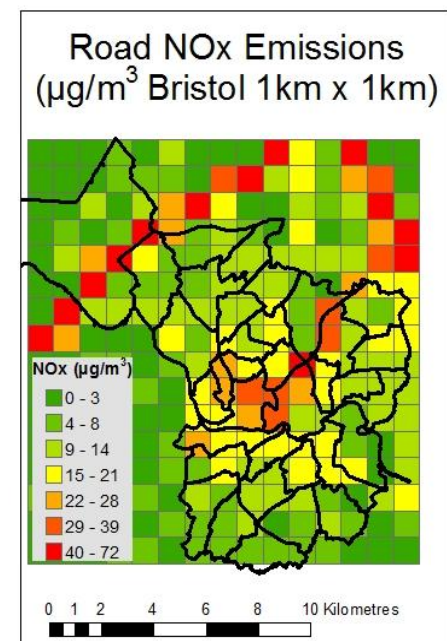 Road NOx Emissions
(µg/m³ Bristol 1km x 1km)
NOx (µg/m³)
0 - 3
4 - 8
9 - 14
15 - 21
22 - 28
29 - 39
40 - 72
0 1 2 4 6 8 10 Kilometres